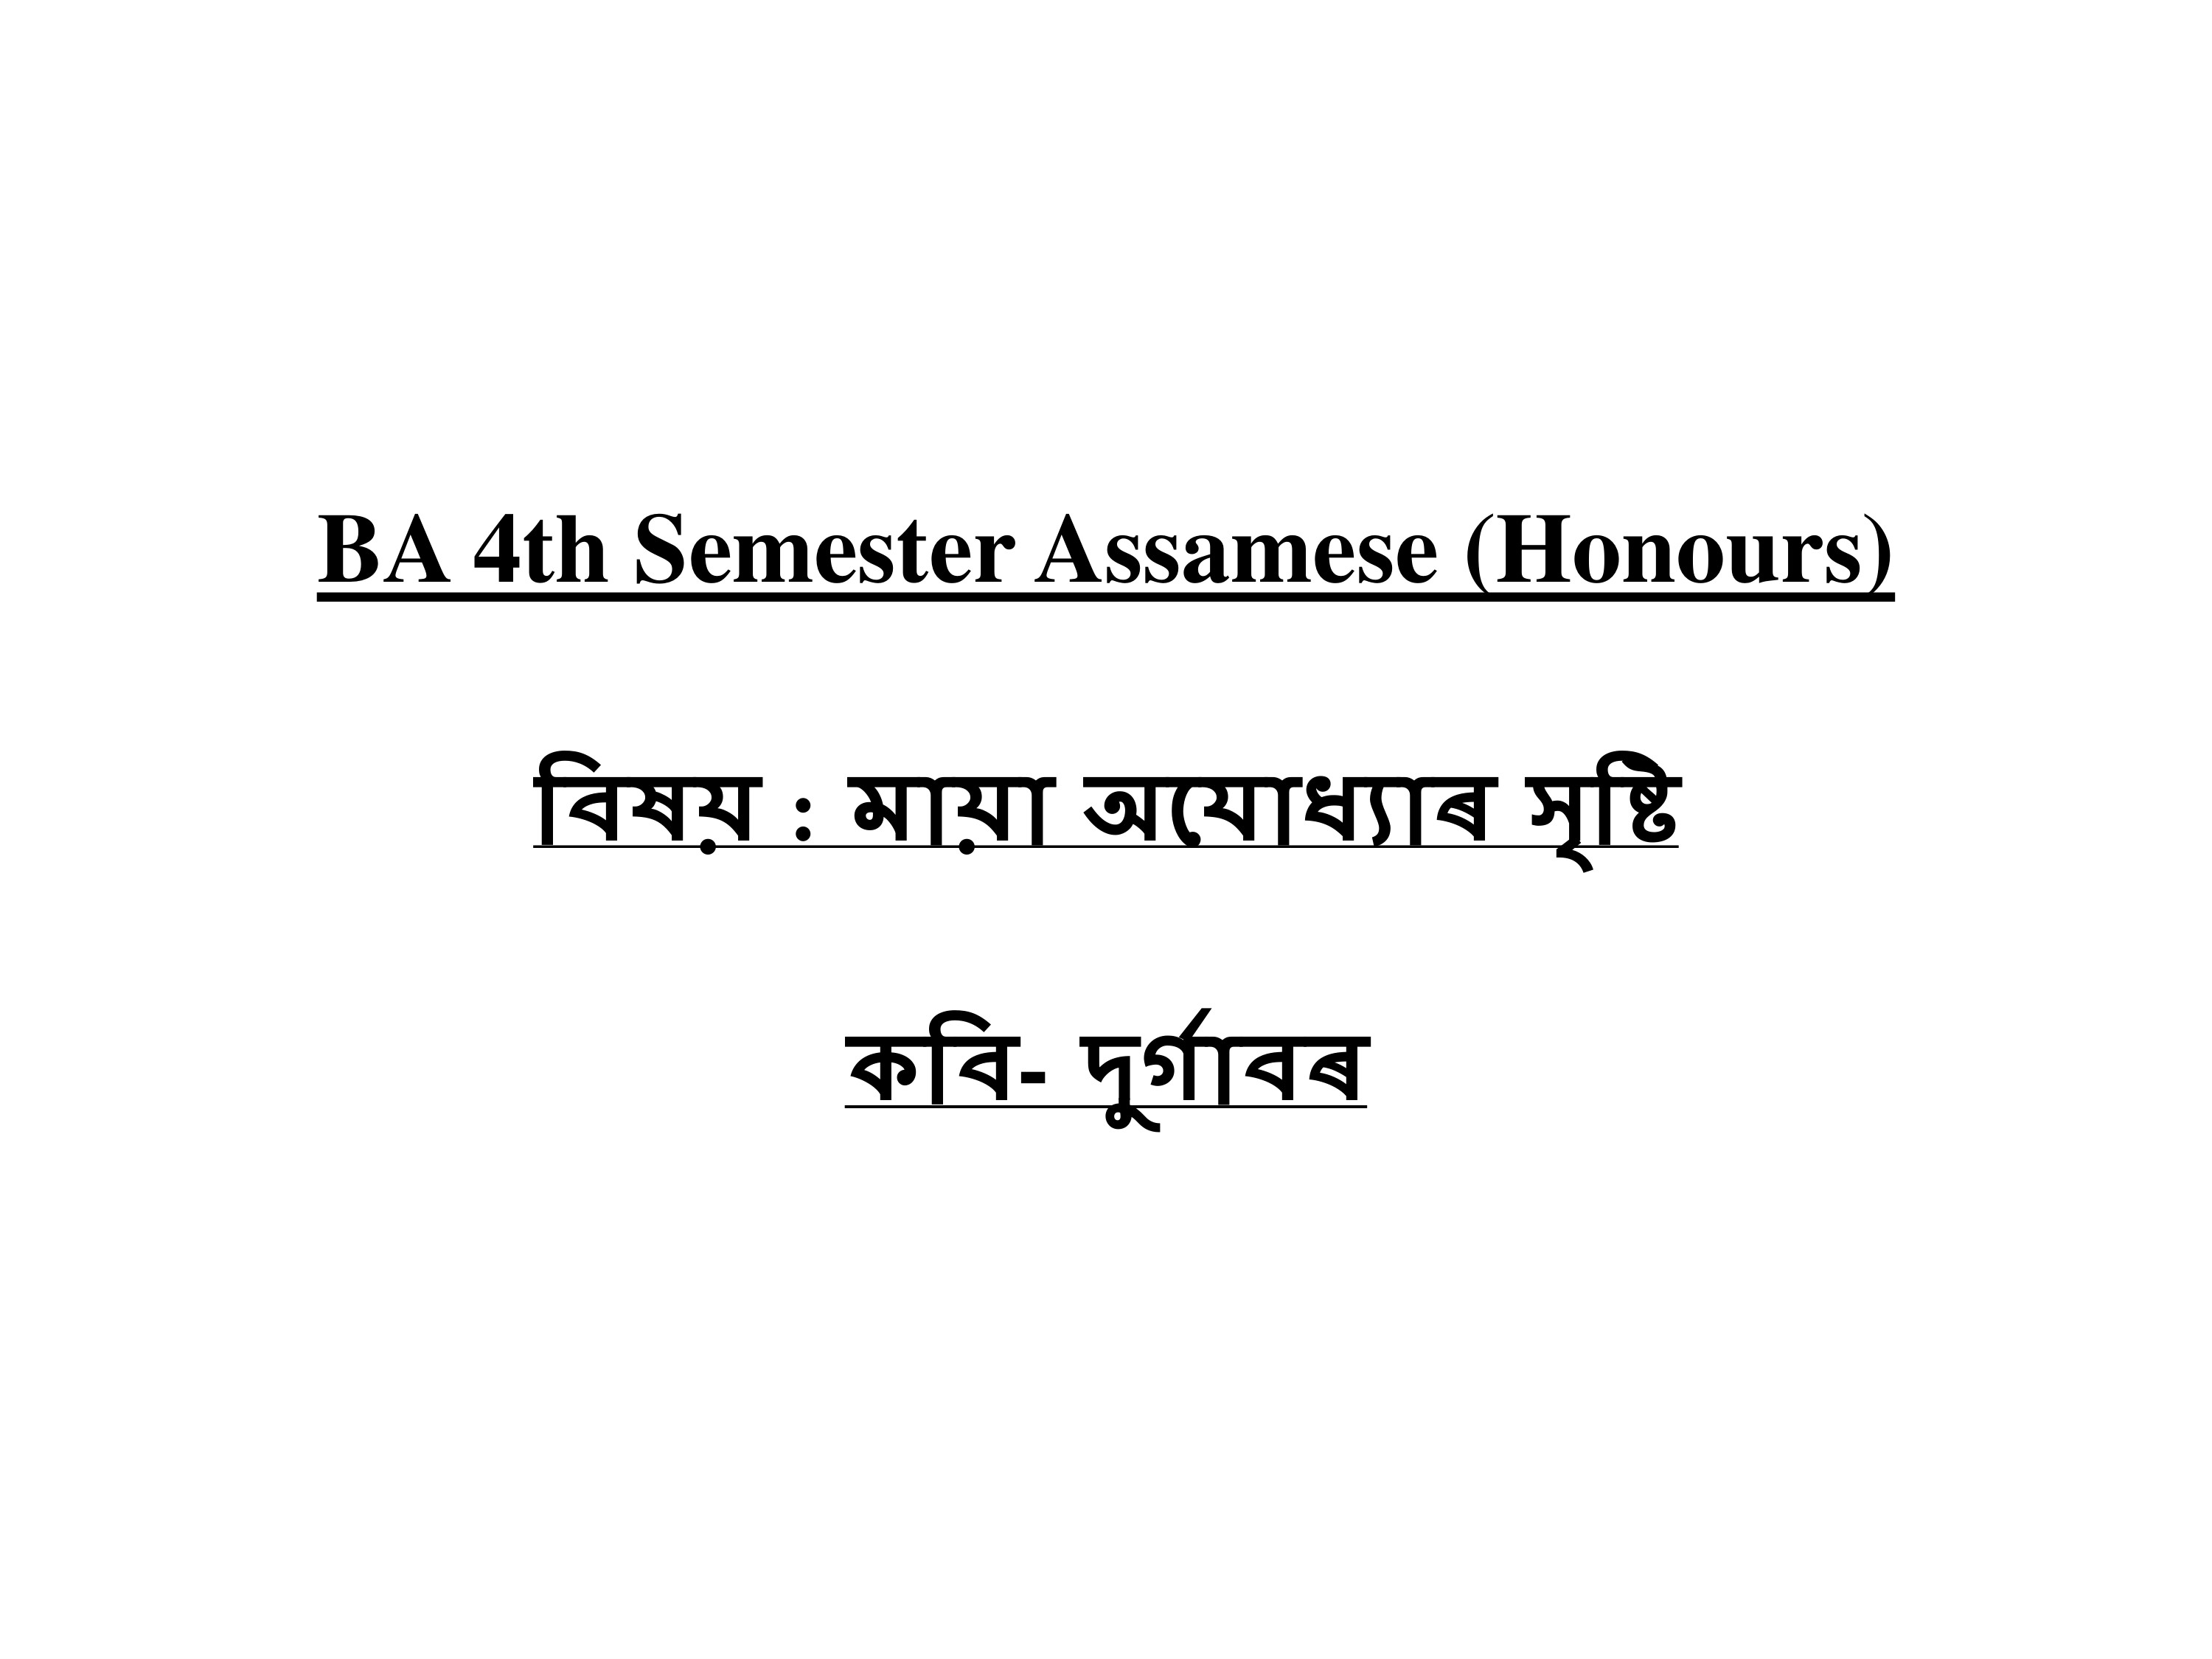 BA 4th Semester Assamese (Honours)
বিষয় : মায়া অযোধ্যাৰ সৃষ্টি
কবি- দুৰ্গাবৰ